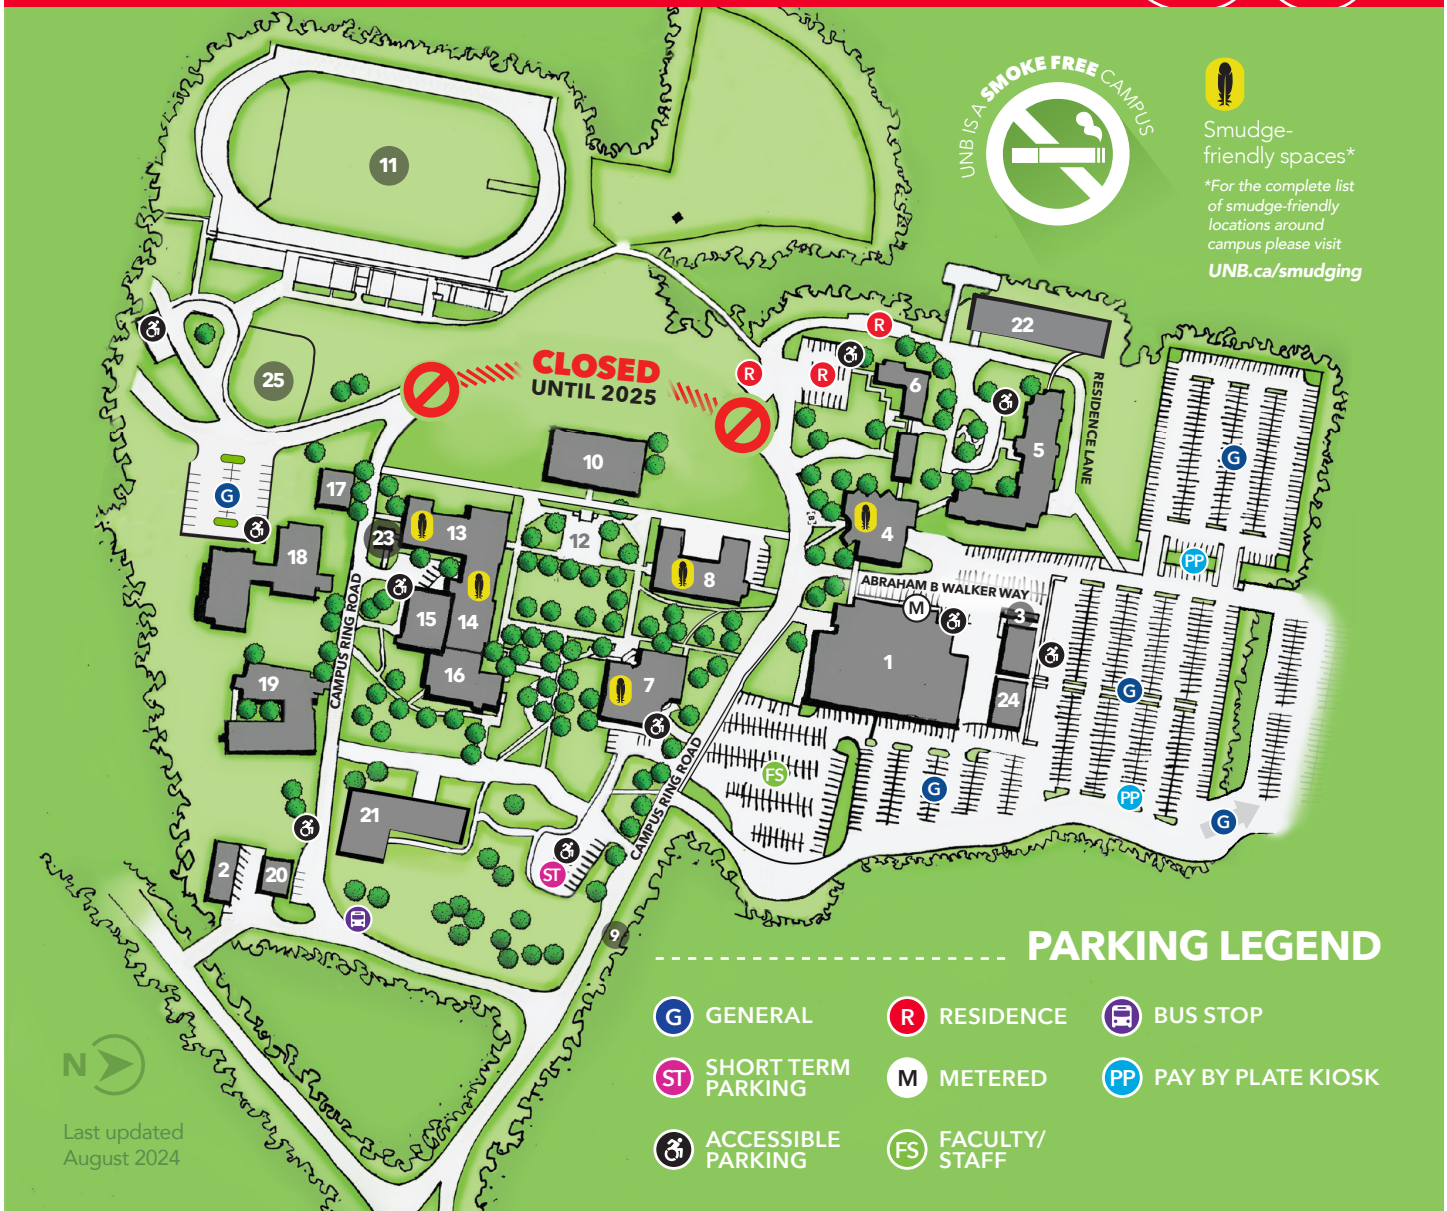 UNB IS A SMOKE FREE CAMPUS
Smudge-
friendly spaces*
*For the complete list
of smudge-friendly
locations around
campus please visit
UNB.ca/smudging
11
22
25
CLOSED
UNTIL 2025
R
R
R
6
5
RESIDENCE LANE
G
10
17
G
13
23
12
4
18
8
PP
ABRAHAM B WALKER WAY
M
3
15
14
CAMPUS RING ROAD
1
16
19
7
G
24
CAMPUS RING ROAD
FS
G
PP
G
21
2
20
ST
9
PARKING LEGEND
G GENERAL
R RESIDENCE
BUS STOP
ST SHORT TERM
PARKING
M METERED
PP PAY BY PLATE KIOSK
ACCESSIBLE
PARKING
FS FACULTY/
STAFF
N
Last updated
August 2024